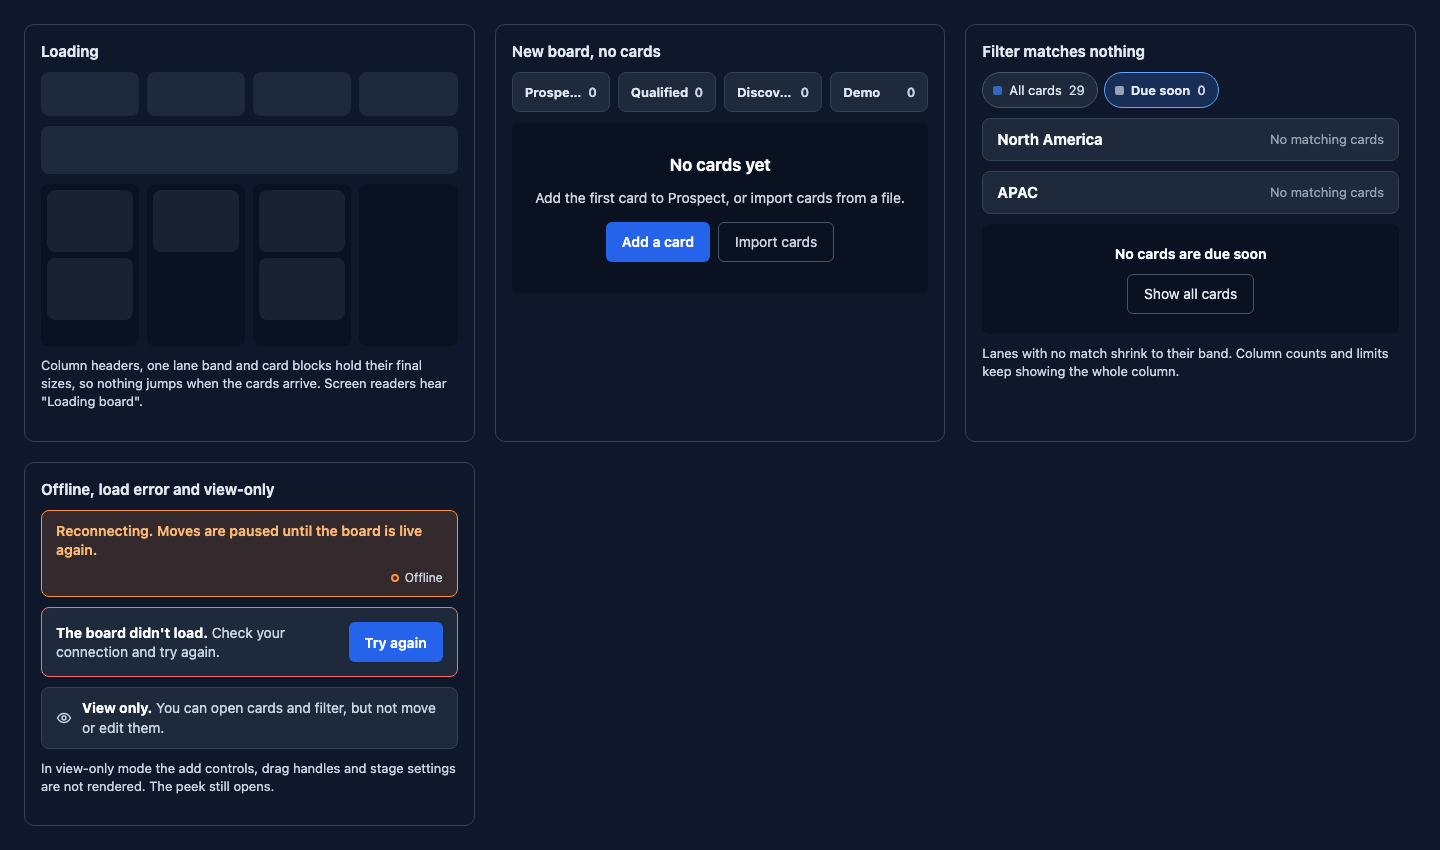 Loading
Column headers, one lane band and card blocks hold their final
sizes, so nothing jumps when the cards arrive. Screen readers hear
"Loading board".
New board, no cards
Prospe... 0
Qualified 0
Discov... 0
Demo 0
No cards yet
Add the first card to Prospect, or import cards from a file.
Add a card
Import cards
Filter matches nothing
All cards 29
Due soon 0
North America No matching cards
APAC No matching cards
No cards are due soon
Show all cards
Lanes with no match shrink to their band. Column counts and limits
keep showing the whole column.
Offline, load error and view-only
Reconnecting. Moves are paused until the board is live
again.
Offline
The board didn't load. Check your
connection and try again.
Try again
View only. You can open cards and filter, but not move
or edit them.
In view-only mode the add controls, drag handles and stage settings
are not rendered. The peek still opens.